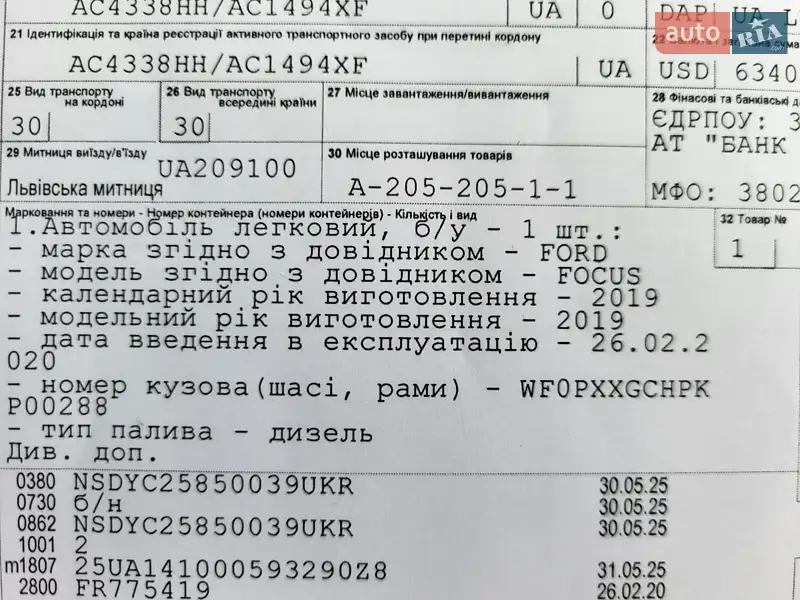 AC4338HH/AC1494XF UA 0 DAP UA L
21 Ідентифікація та країна реєстрації активного транспортного засобу при перетині кордону
AC4338HH/AC1494XF UA USD 6340
auto RIA
25 Вид транспорту на кордоні
30
26 Вид транспорту всередині країни
30
27 Місце завантаження/вивантаження
28 Фінасові та банківські д
ЄДРПОУ: 3
АТ "БАНК
МФО: 3802
29 Митниця виїзду/в'їзду
UA209100
Львівська митниця
30 Місце розташування товарів
A-205-205-1-1
Марковання та номери - Номер контейнера (номери контейнерів) - Кількість і вид
32 Товар №
1
1.Автомобіль легковий, б/у - 1 шт.:
- марка згідно з довідником - FORD
- модель згідно з довідником - FOCUS
- календарний рік виготовлення - 2019
- модельний рік виготовлення - 2019
- дата введення в експлуатацію - 26.02.2
020
- номер кузова(шасі, рами) - WF0PXXGCHPK
P00288
- тип палива - дизель
Див. доп.
0380 NSDYC25850039UKR 30.05.25
0730 б/н 30.05.25
0862 NSDYC25850039UKR 30.05.25
1001 2
m1807 25UA141000593290Z8 31.05.25
2800 FR775419 26.02.20